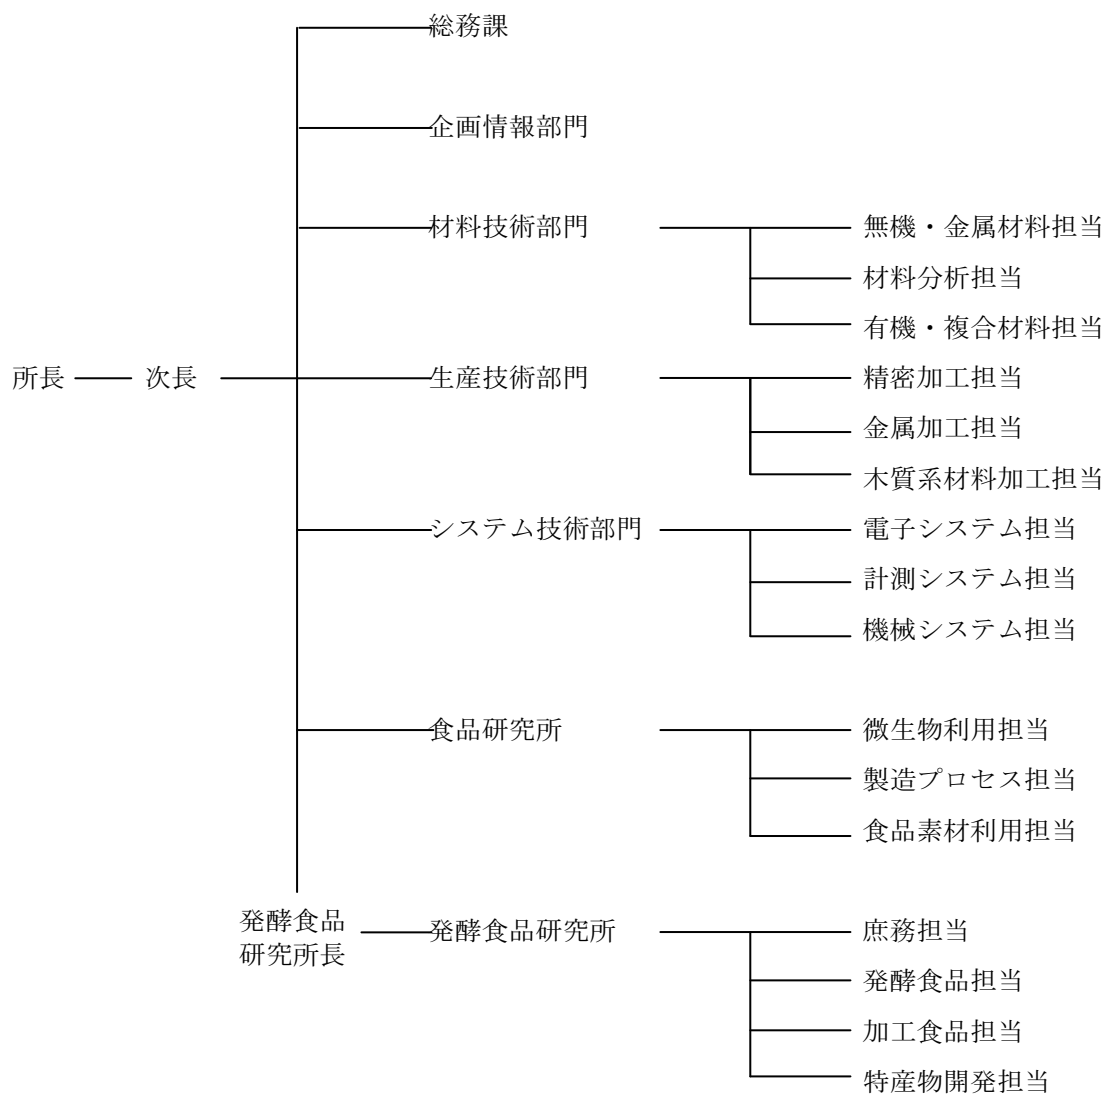 総務課
企画情報部門
材料技術部門
無機・金属材料担当
材料分析担当
有機・複合材料担当
所長
次長
生産技術部門
精密加工担当
金属加工担当
木質系材料加工担当
システム技術部門
電子システム担当
計測システム担当
機械システム担当
食品研究所
微生物利用担当
製造プロセス担当
食品素材利用担当
発酵食品
研究所長
発酵食品研究所
庶務担当
発酵食品担当
加工食品担当
特産物開発担当